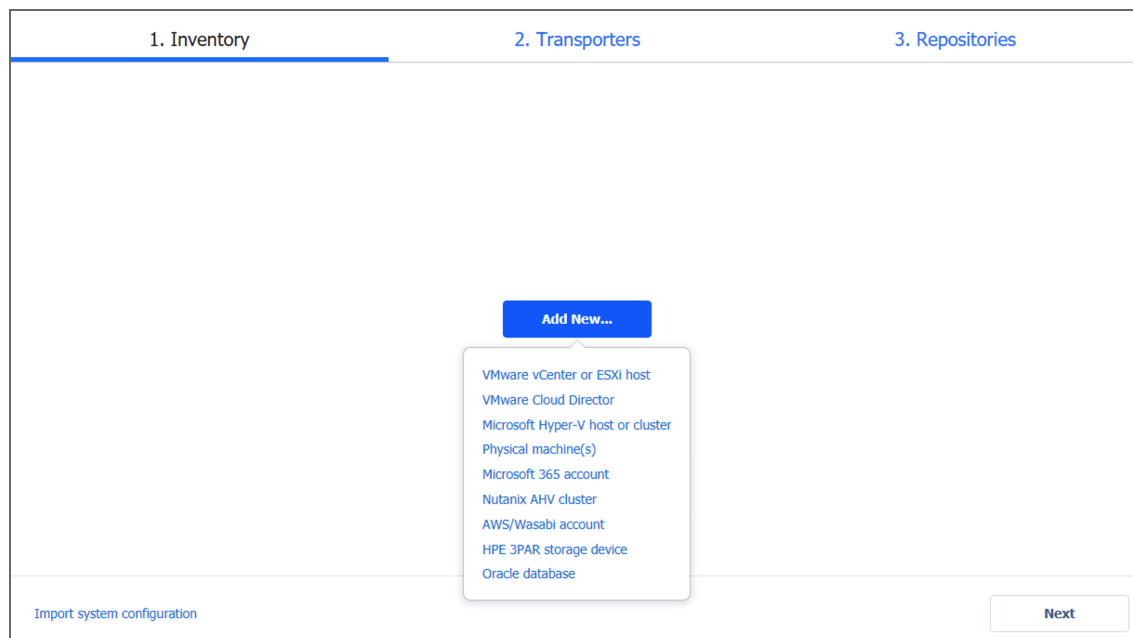 1. Inventory
2. Transporters
3. Repositories
Add New...
VMware vCenter or ESXi host
VMware Cloud Director
Microsoft Hyper-V host or cluster
Physical machine(s)
Microsoft 365 account
Nutanix AHV cluster
AWS/Wasabi account
HPE 3PAR storage device
Oracle database
Import system configuration
Next